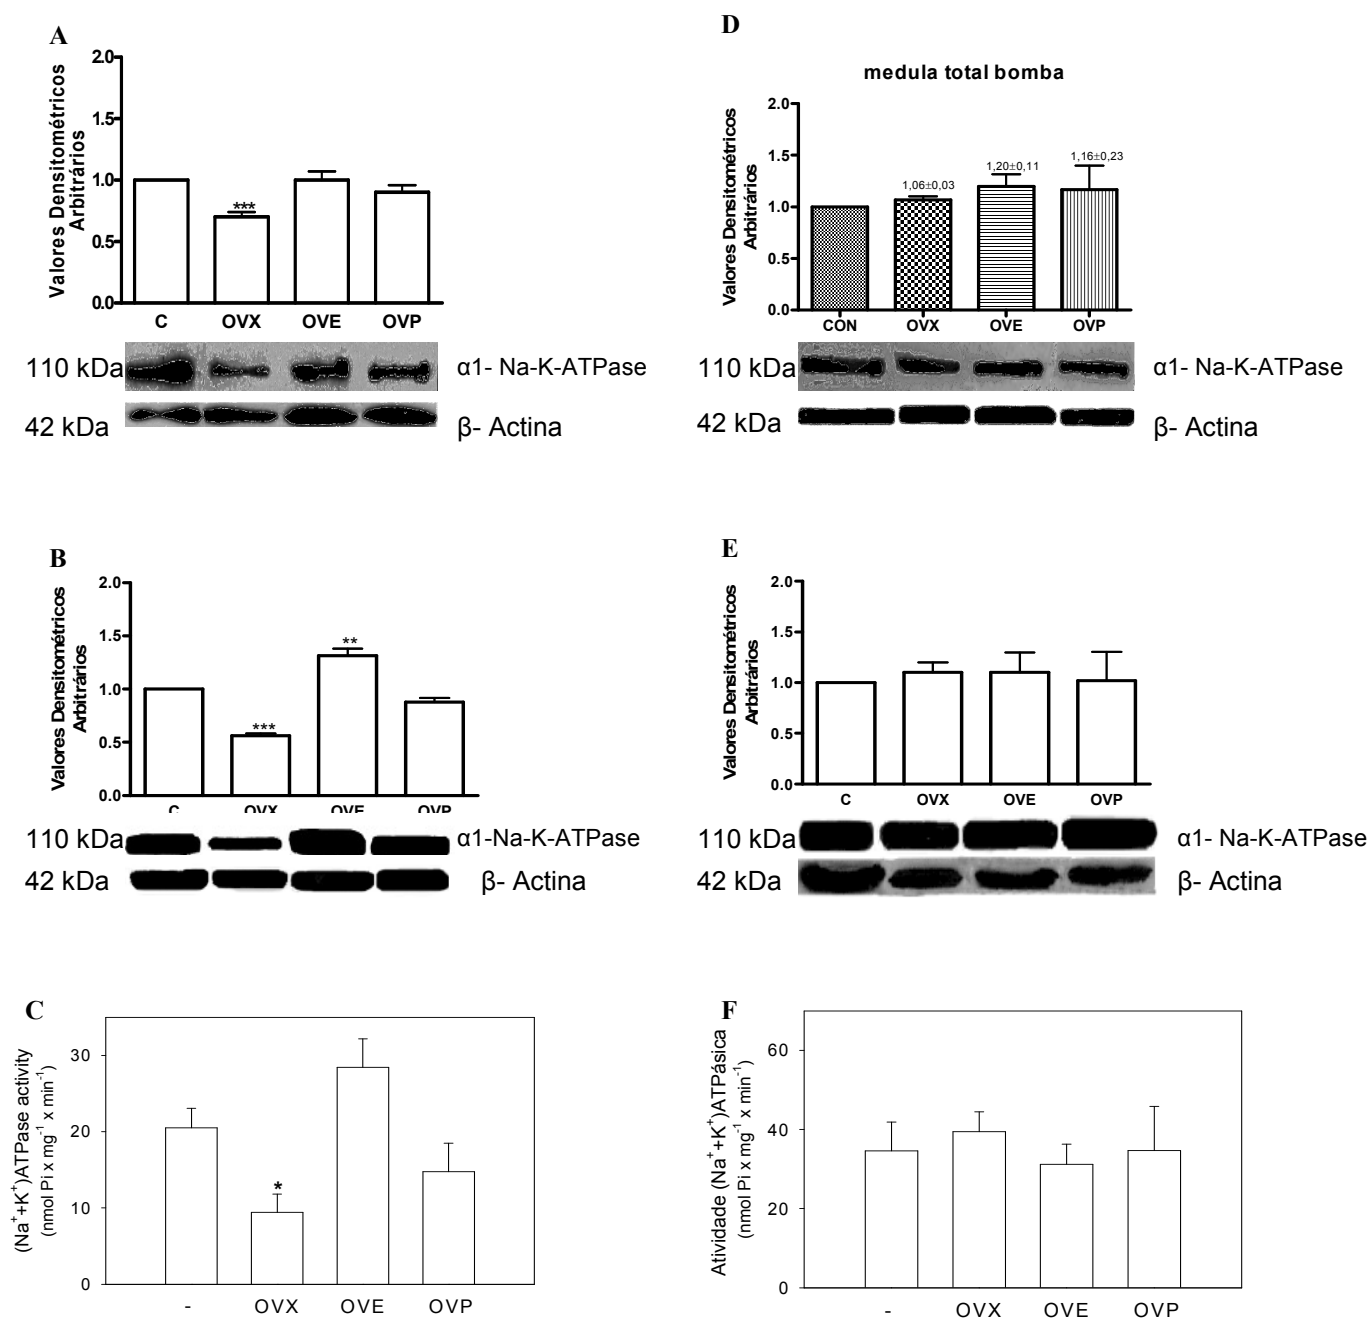 A
Valores Densitométricos
Arbitrários
2.0
1.5
1.0
0.5
0.0
***
C OVX OVE OVP
110 kDa
α1- Na-K-ATPase
42 kDa
β- Actina
B
Valores Densitométricos
Arbitrários
2.0
1.5
1.0
0.5
0.0
***
**
C OVX OVE OVP
110 kDa
α1-Na-K-ATPase
42 kDa
β- Actina
C
(Na⁺+K⁺)ATPase activity
(nmol Pi x mg⁻¹ x min⁻¹)
30
20
10
0
*
- OVX OVE OVP
D
medula total bomba
Valores Densitométricos
Arbitrários
2.0
1.5
1.0
0.5
0.0
1,06±0,03
1,20±0,11
1,16±0,23
CON OVX OVE OVP
110 kDa
α1- Na-K-ATPase
42 kDa
β- Actina
E
Valores Densitométricos
Arbitrários
2.0
1.5
1.0
0.5
0.0
C OVX OVE OVP
110 kDa
α1- Na-K-ATPase
42 kDa
β- Actina
F
Atividade (Na⁺+K⁺)ATPásica
(nmol Pi x mg⁻¹ x min⁻¹)
60
40
20
0
- OVX OVE OVP